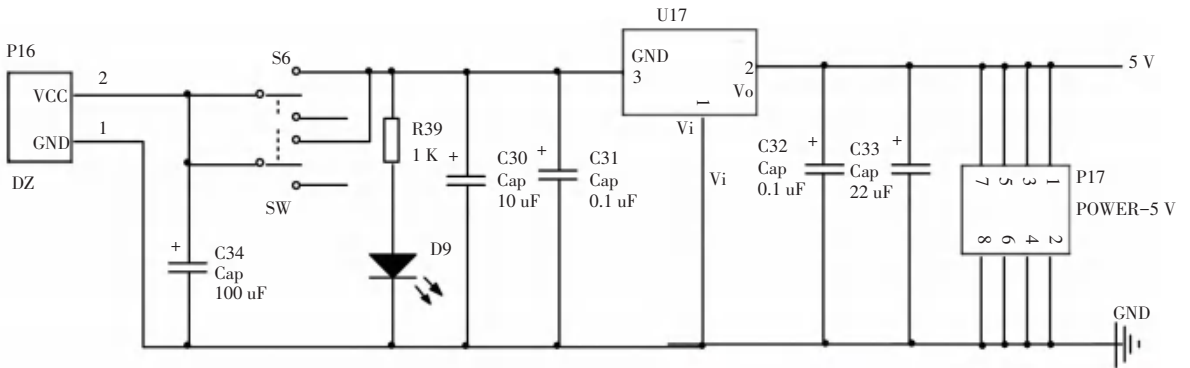 P16
VCC
GND
DZ
2
1
S6
SW
C34
Cap
100 uF
R39
1 K
D9
C30
Cap
10 uF
C31
Cap
0.1 uF
U17
GND
3
2
Vo
1
Vi
Vi
C32
Cap
0.1 uF
C33
Cap
22 uF
5 V
7 5 3 1
8 6 4 2
P17
POWER-5 V
GND
+
+
+
+
+